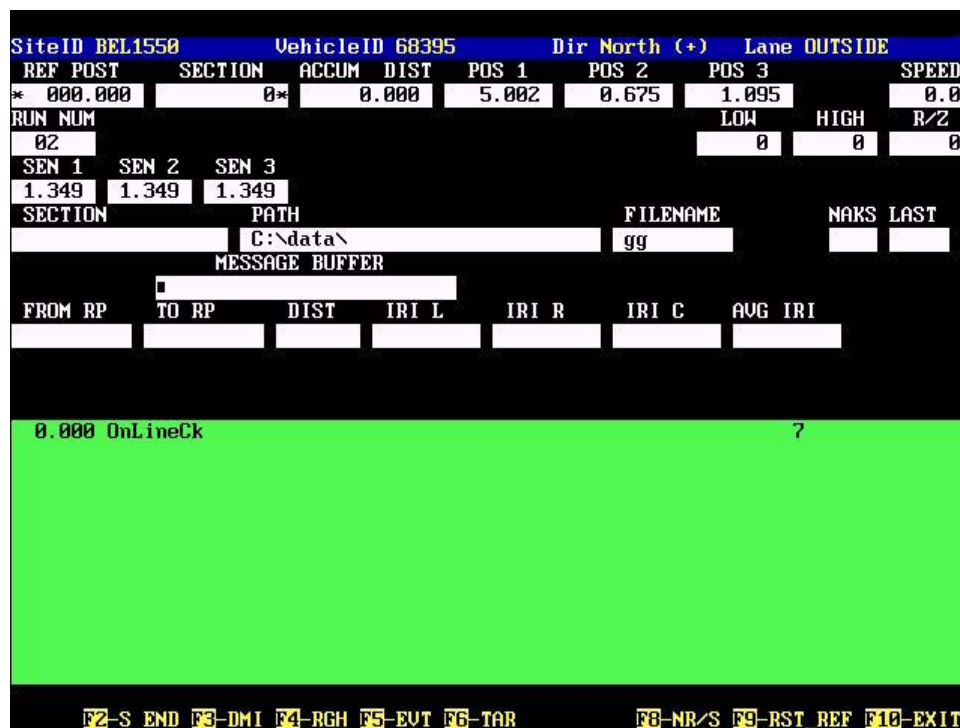 SiteID BEL1550 VehicleID 68395 Dir North (+) Lane OUTSIDE
REF POST SECTION ACCUM DIST POS 1 POS 2 POS 3 SPEED
* 000.000 0* 0.000 5.002 0.675 1.095 0.0
RUN NUM LOW HIGH R/Z
02 0 0 0
SEN 1 SEN 2 SEN 3
1.349 1.349 1.349
SECTION PATH FILENAME NAKS LAST
C:\data\ gg
MESSAGE BUFFER
FROM RP TO RP DIST IRI L IRI R IRI C AVG IRI
0.000 OnLineCk 7
F2-S END F3-DMI F4-RGH F5-EVT F6-TAR F8-NR/S F9-RST REF F10-EXIT